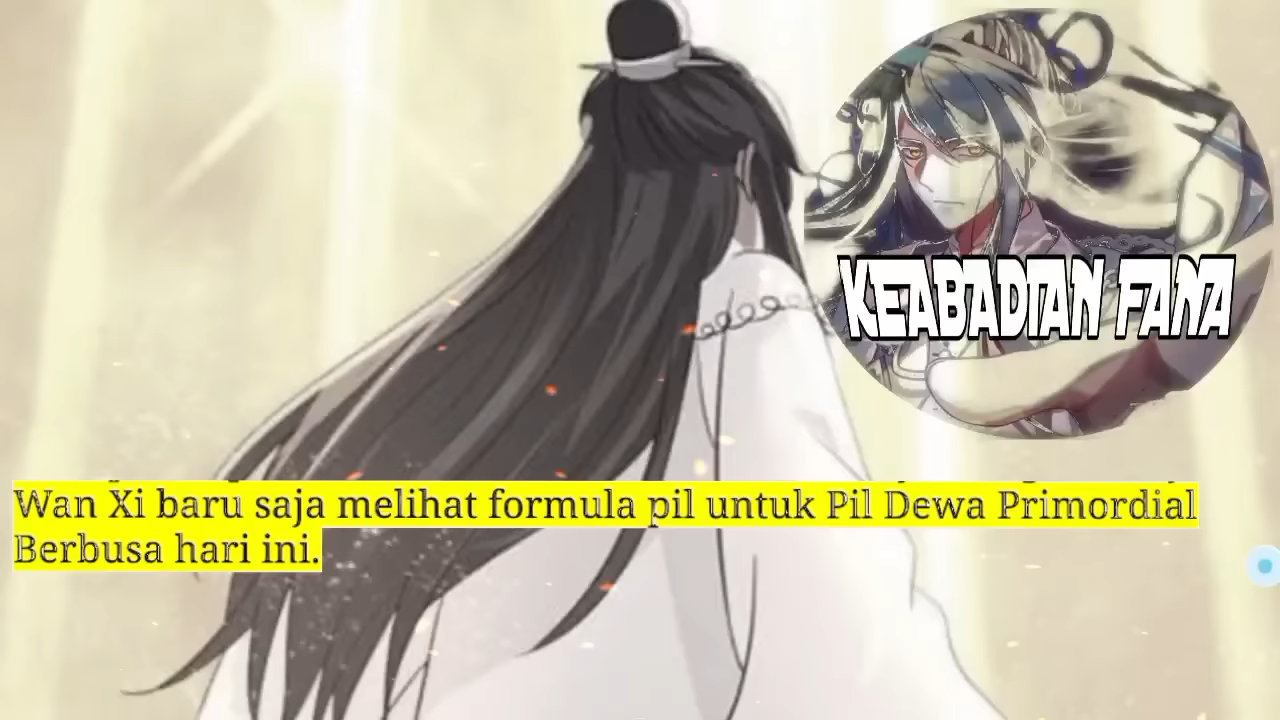 KEABADIAN FANA
Wan Xi baru saja melihat formula pil untuk Pil Dewa Primordial
Berbusa hari ini.